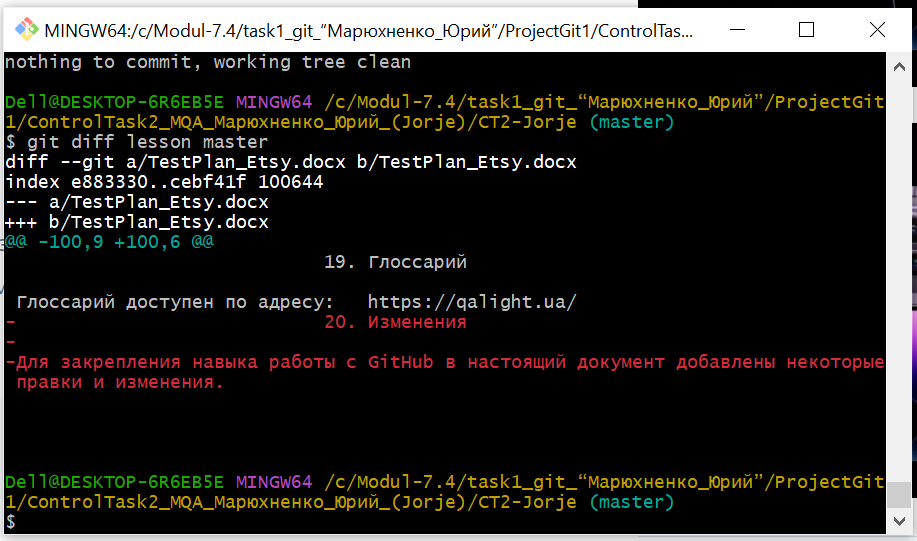 MINGW64:/c/Modul-7.4/task1_git_“Марюхненко_Юрий”/ProjectGit1/ControlTas...
nothing to commit, working tree clean
Dell@DESKTOP-6R6EB5E MINGW64 /c/Modul-7.4/task1_git_“Марюхненко_Юрий”/ProjectGit
1/ControlTask2_MQA_Марюхненко_Юрий_(Jorje)/CT2-Jorje (master)
$ git diff lesson master
diff --git a/TestPlan_Etsy.docx b/TestPlan_Etsy.docx
index e883330..cebf41f 100644
--- a/TestPlan_Etsy.docx
+++ b/TestPlan_Etsy.docx
@@ -100,9 +100,6 @@
19. Глоссарий
Глоссарий доступен по адресу:   https://qalight.ua/
-                            20. Изменения
-
-Для закрепления навыка работы с GitHub в настоящий документ добавлены некоторые
правки и изменения.
Dell@DESKTOP-6R6EB5E MINGW64 /c/Modul-7.4/task1_git_“Марюхненко_Юрий”/ProjectGit
1/ControlTask2_MQA_Марюхненко_Юрий_(Jorje)/CT2-Jorje (master)
$